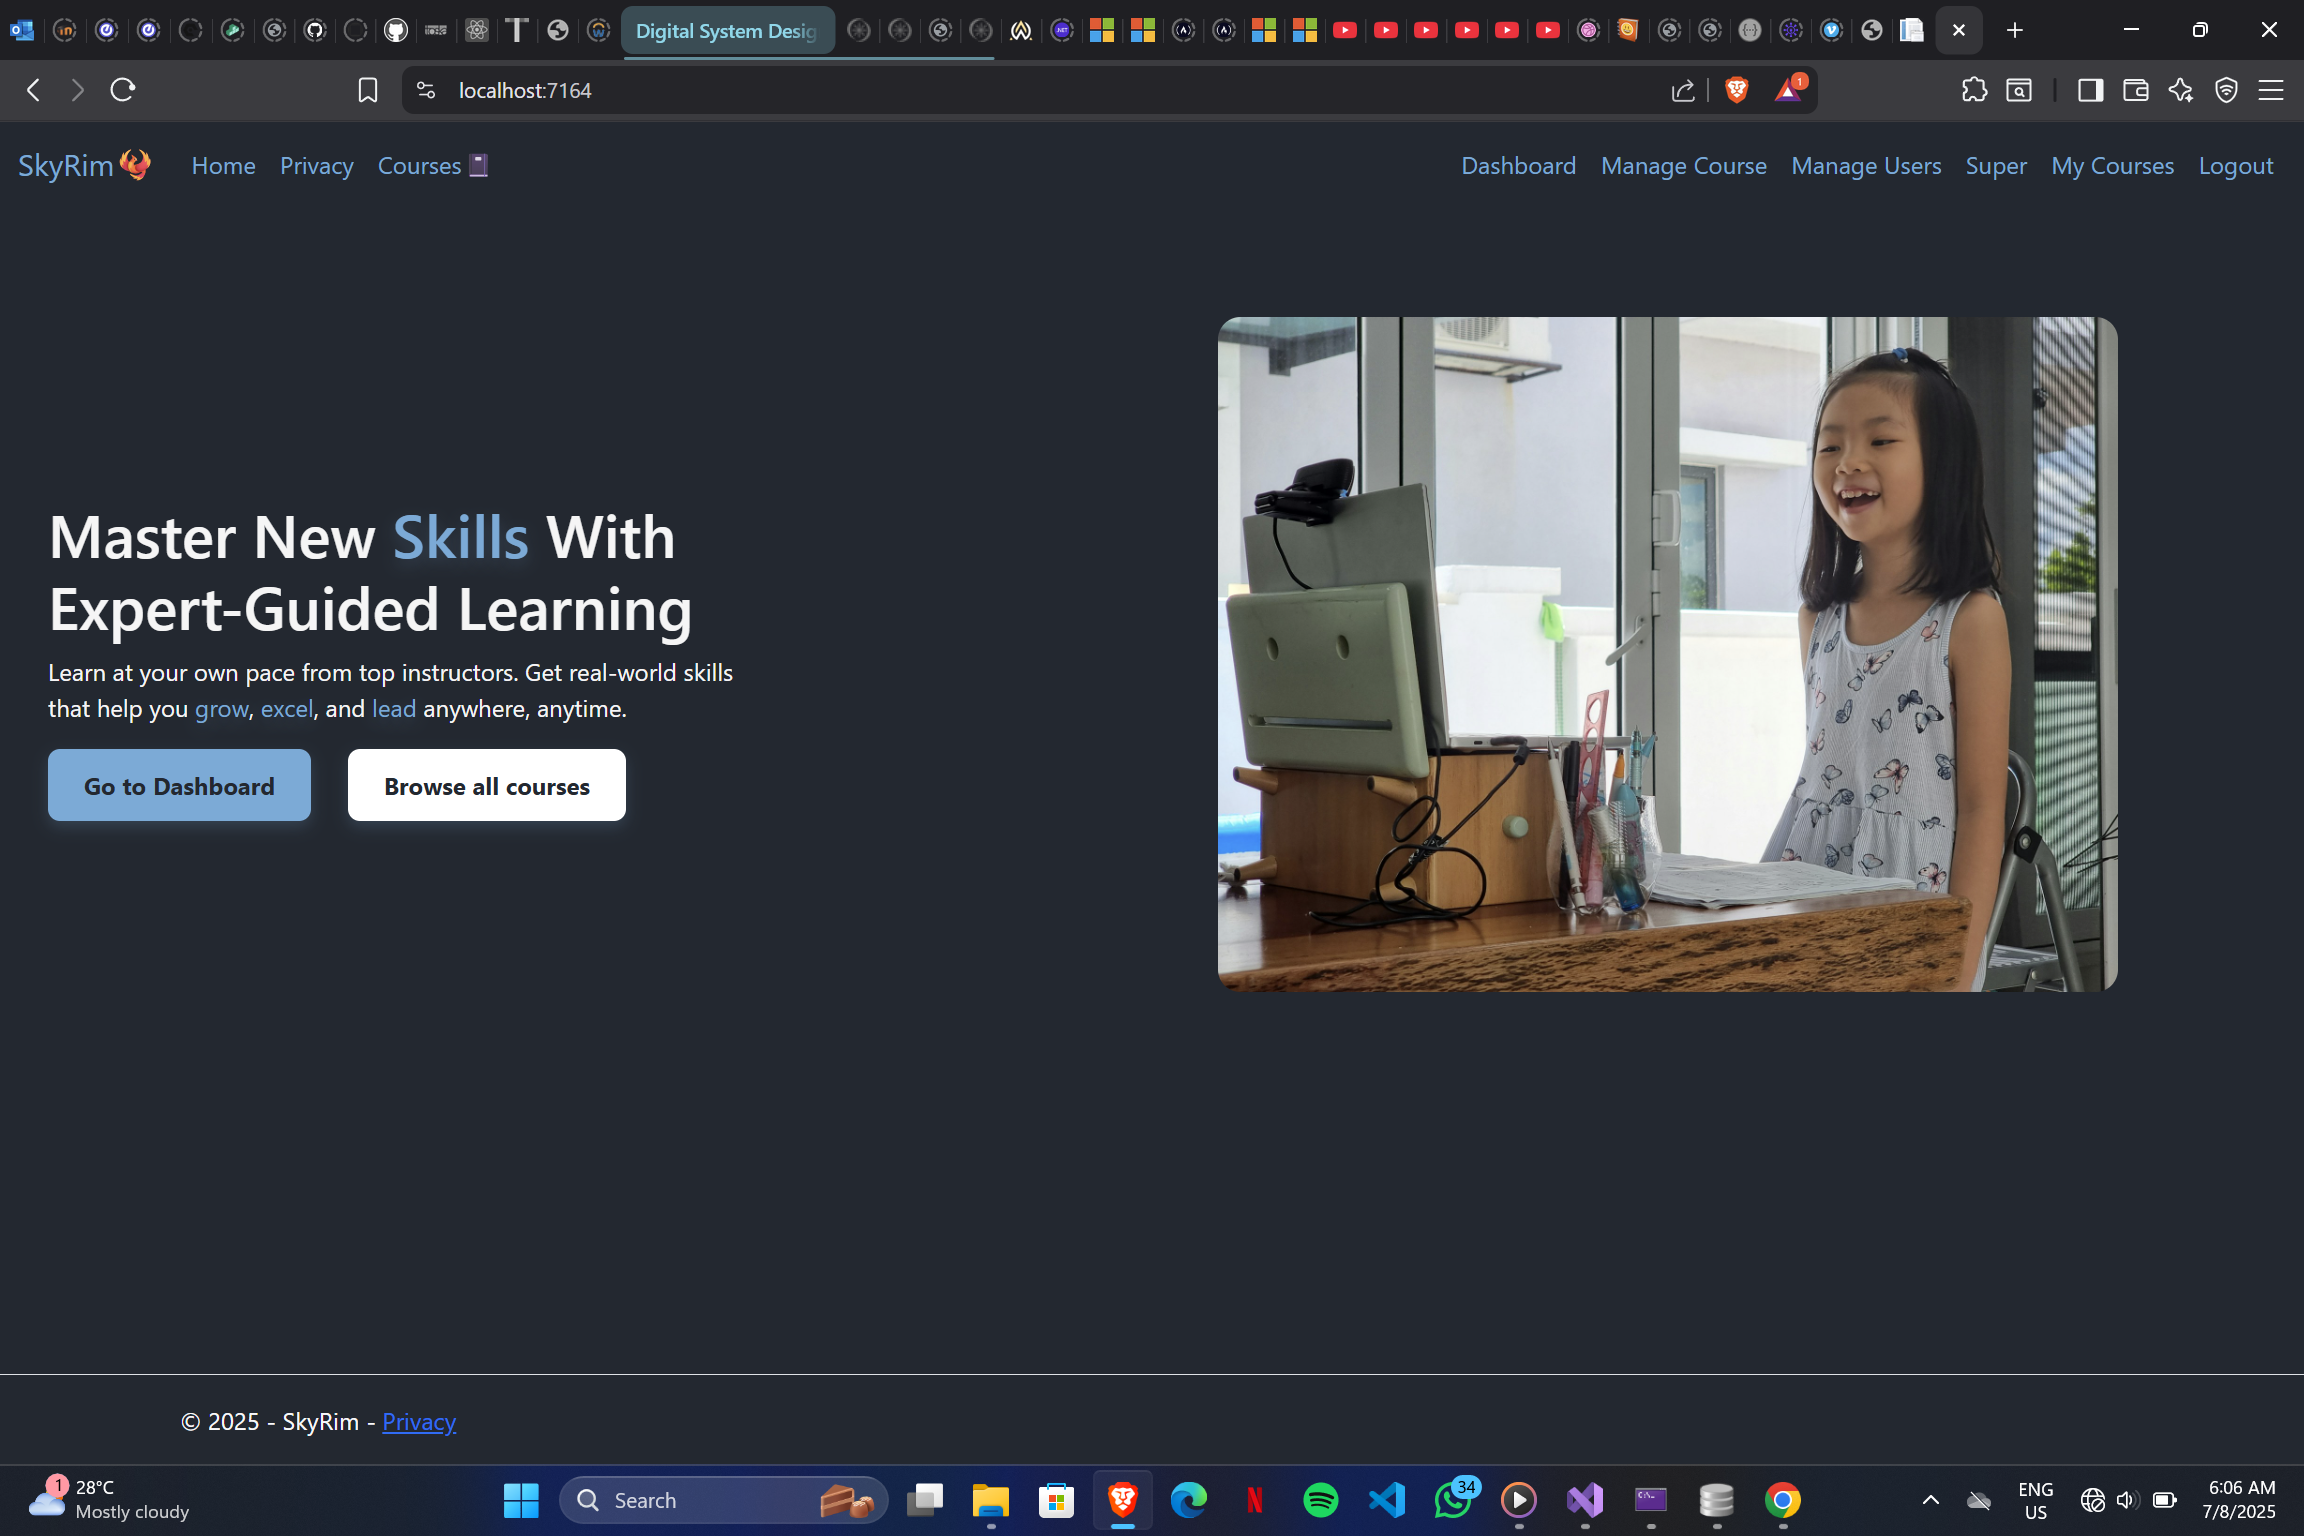 Digital System Desig
localhost:7164
1
SkyRim Home Privacy Courses Dashboard Manage Course Manage Users Super My Courses Logout
Master New Skills With
Expert-Guided Learning
Learn at your own pace from top instructors. Get real-world skills
that help you grow, excel, and lead anywhere, anytime.
Go to Dashboard Browse all courses
© 2025 - SkyRim - Privacy
1 28°C
Mostly cloudy
Search
34
ENG
US
6:06 AM
7/8/2025